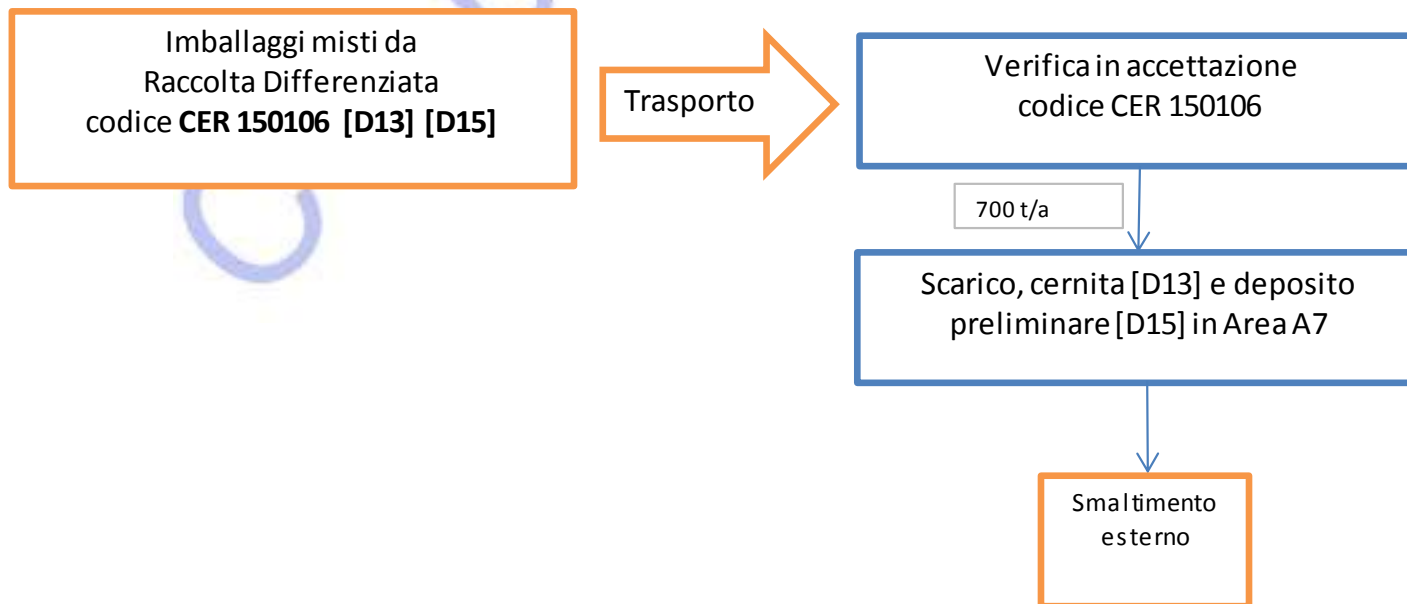 Imballaggi misti da
Raccolta Differenziata
codice CER 150106 [D13] [D15]
Trasporto
Verifica in accettazione
codice CER 150106
700 t/a
Scarico, cernita [D13] e deposito
preliminare [D15] in Area A7
Smaltimento
esterno